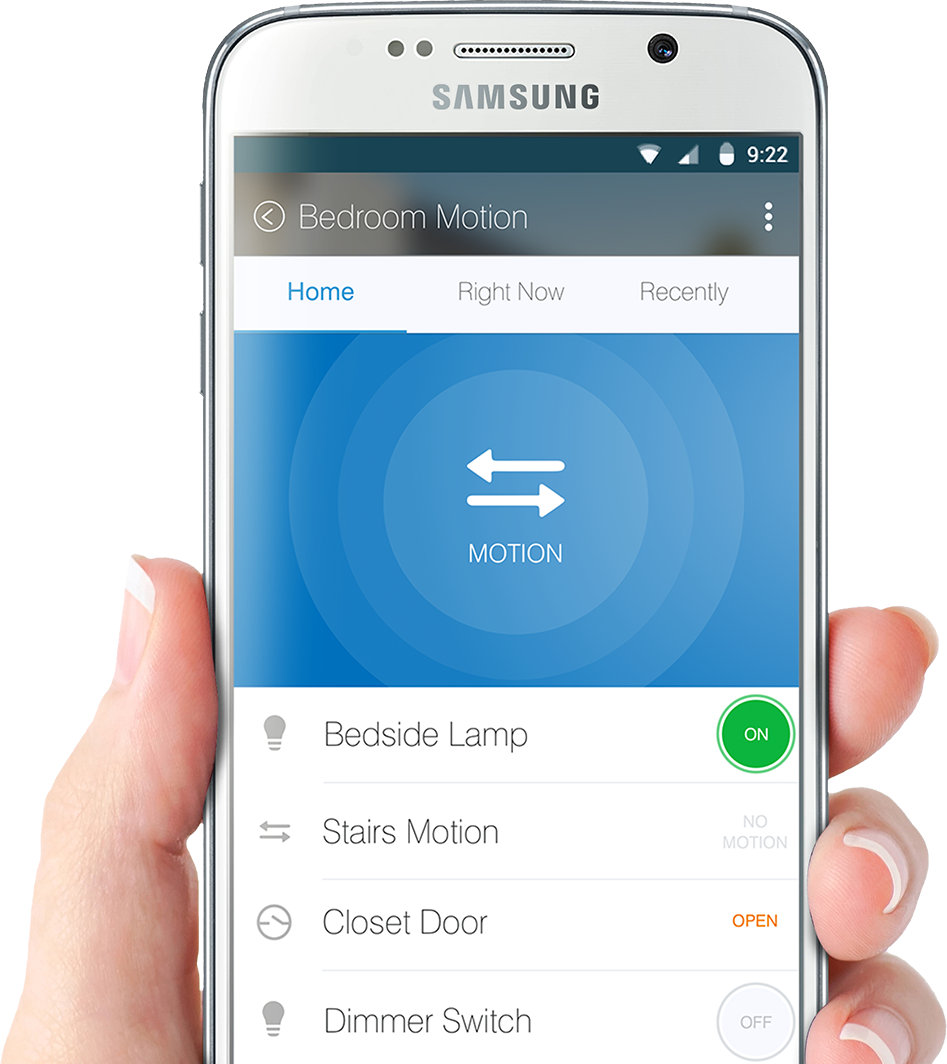 SAMSUNG
9:22
Bedroom Motion
Home Right Now Recently
MOTION
Bedside Lamp ON
Stairs Motion NO MOTION
Closet Door OPEN
Dimmer Switch OFF